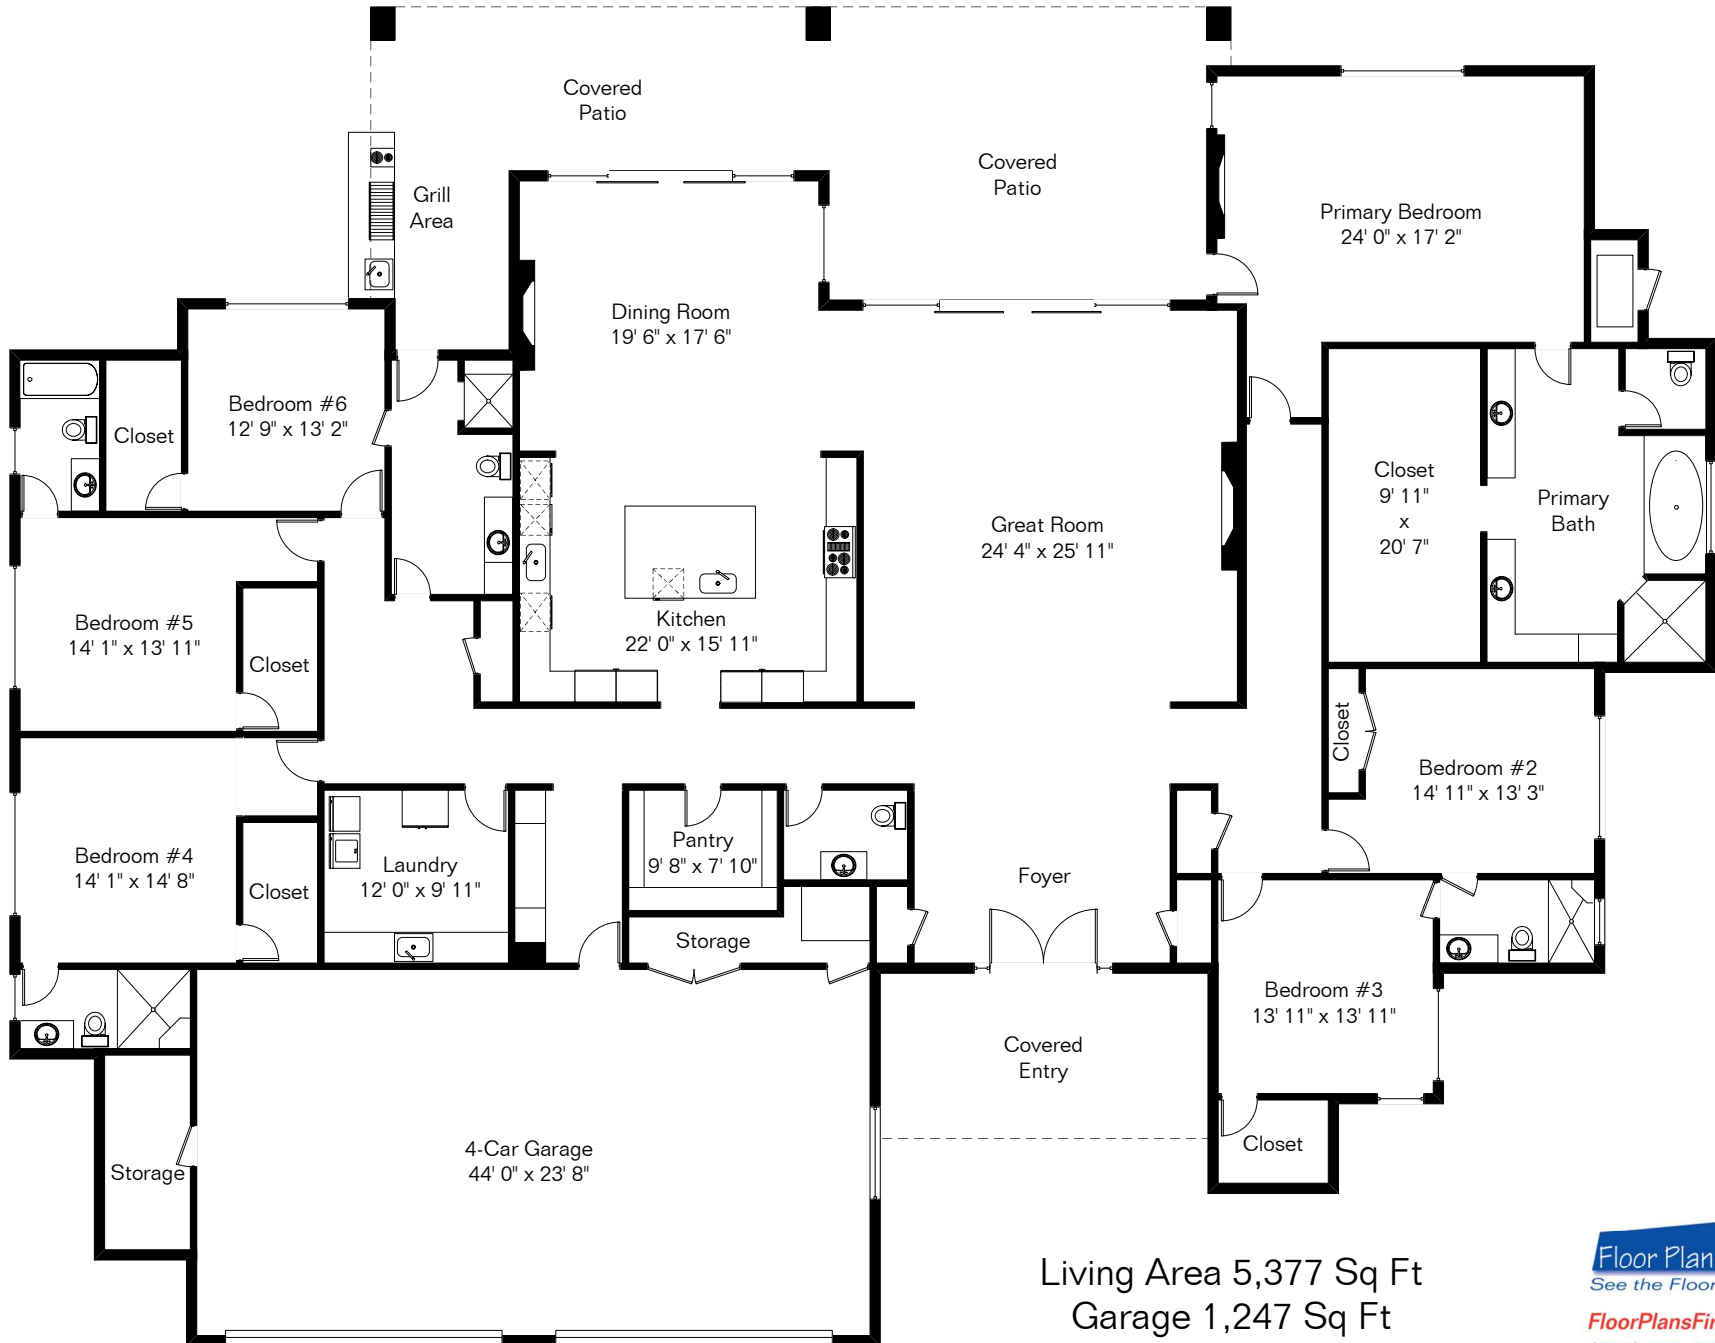 Covered
Patio
Covered
Patio
Grill
Area
Primary Bedroom
24' 0" x 17' 2"
Dining Room
19' 6" x 17' 6"
Bedroom #6
12' 9" x 13' 2"
Closet
Closet
9' 11"
x
20' 7"
Primary
Bath
Great Room
24' 4" x 25' 11"
Kitchen
22' 0" x 15' 11"
Bedroom #5
14' 1" x 13' 11"
Closet
Closet
Bedroom #2
14' 11" x 13' 3"
Bedroom #4
14' 1" x 14' 8"
Closet
Laundry
12' 0" x 9' 11"
Pantry
9' 8" x 7' 10"
Foyer
Storage
Bedroom #3
13' 11" x 13' 11"
Covered
Entry
Closet
4-Car Garage
44' 0" x 23' 8"
Storage
Living Area 5,377 Sq Ft
Garage 1,247 Sq Ft
Floor Plan
See the Floor
FloorPlansFir